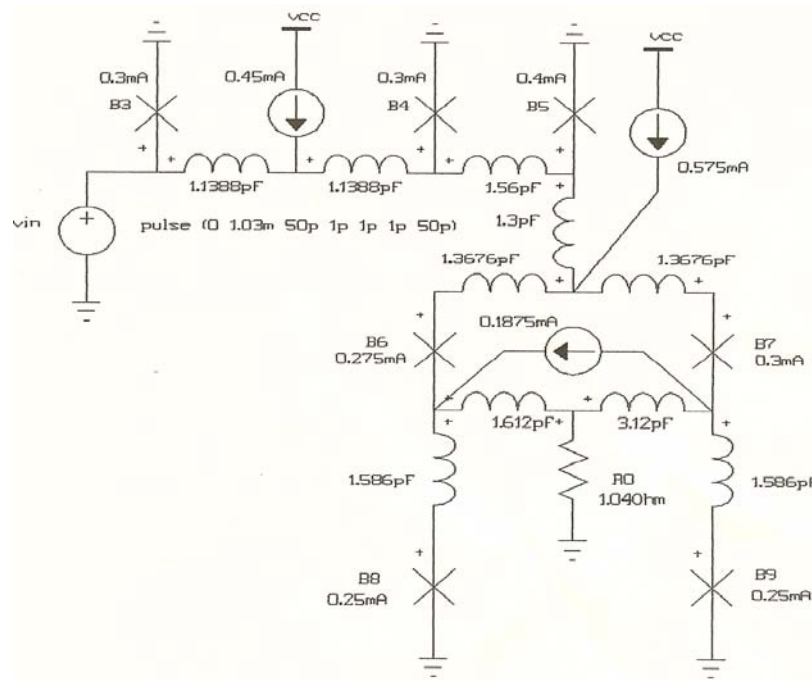 vcc
vcc
0.3mA
0.45mA
0.3mA
0.4mA
B3
B4
B5
0.575mA
+
+
+
+
+
+
1.1388pF
1.1388pF
1.56pF
+
+
vin
pulse (0 1.03m 50p 1p 1p 1p 50p)
1.3pF
1.3676pF
+
1.3676pF
+
+
+
0.1875mA
B6
0.275mA
B7
0.3mA
+
+
+
+
1.612pF
+
3.12pF
1.586pF
R0
1.04Ohm
1.586pF
+
+
B8
0.25mA
B9
0.25mA